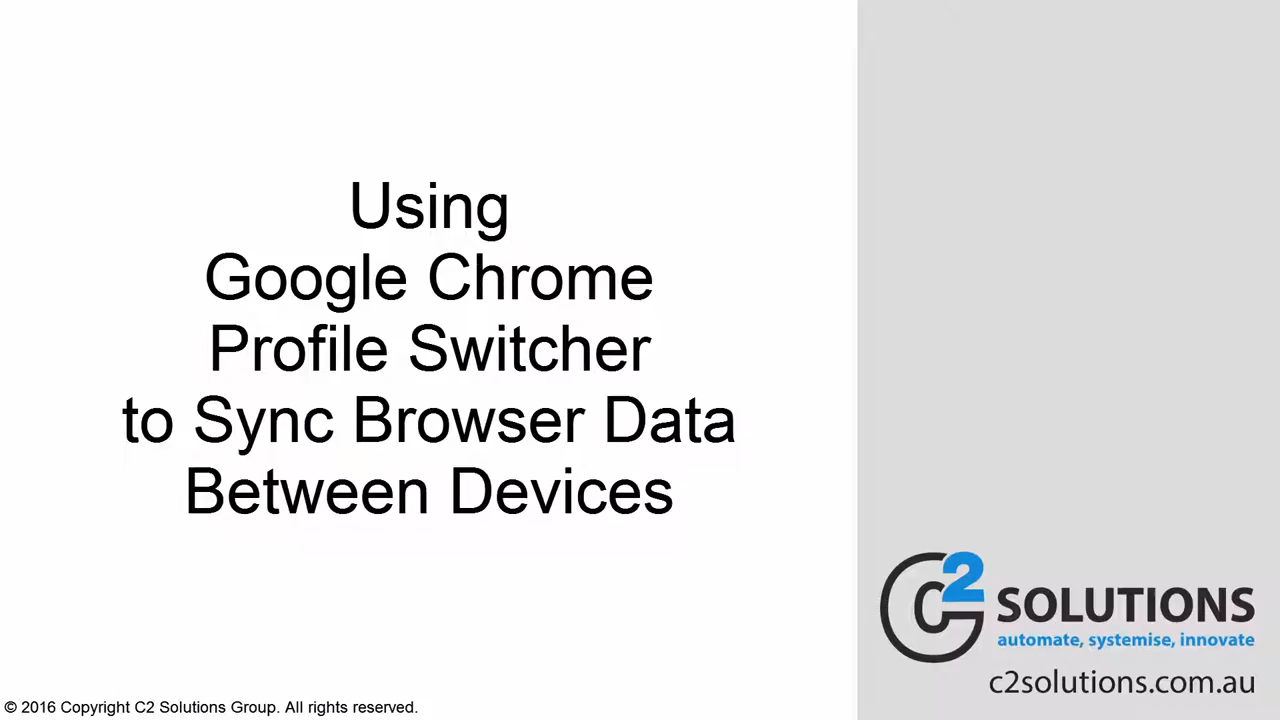 Using
Google Chrome
Profile Switcher
to Sync Browser Data
Between Devices
C2 SOLUTIONS
automate, systemise, innovate
c2solutions.com.au
© 2016 Copyright C2 Solutions Group. All rights reserved.